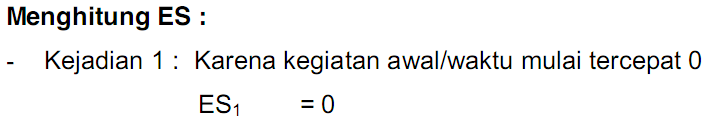 Menghitung ES :
- Kejadian 1 : Karena kegiatan awal/waktu mulai tercepat 0
ES₁ = 0